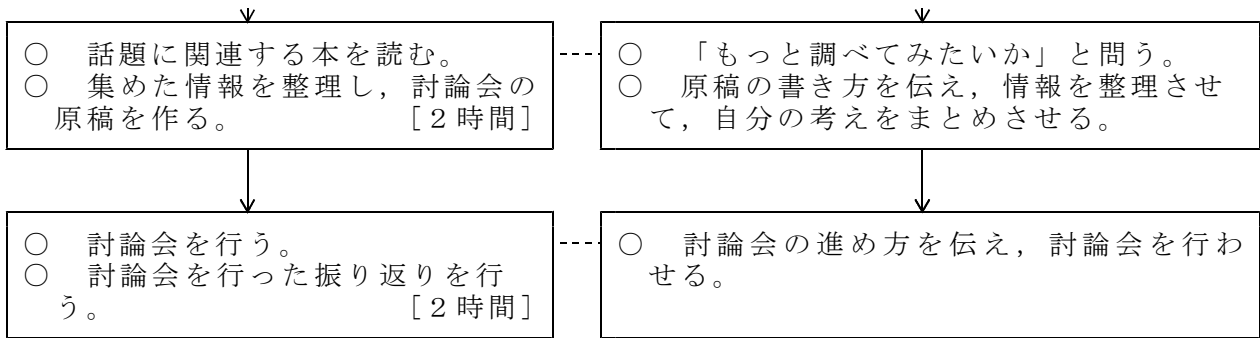 ○　話題に関連する本を読む。
○　集めた情報を整理し，討論会の
原稿を作る。　　　　　［２時間］
○　「もっと調べてみたいか」と問う。
○　原稿の書き方を伝え，情報を整理させ
て，自分の考えをまとめさせる。
○　討論会を行う。
○　討論会を行った振り返りを行
う。　　　　　　　　　［２時間］
○　討論会の進め方を伝え，討論会を行わ
せる。